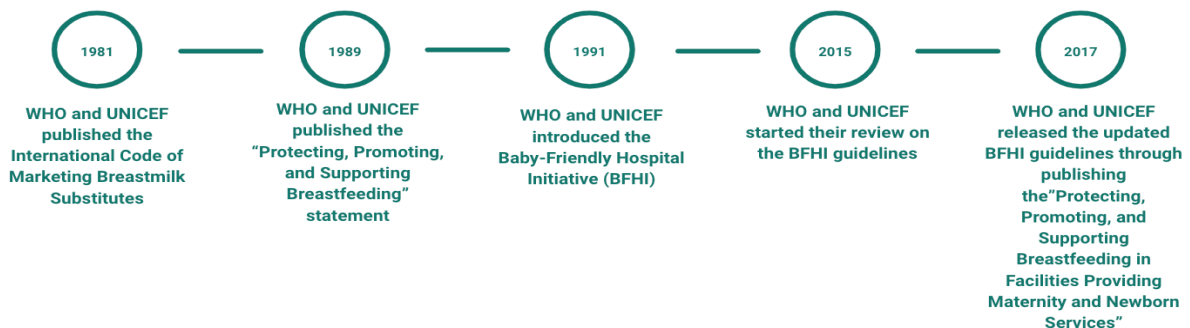 1981
WHO and UNICEF
published the
International Code of
Marketing Breastmilk
Substitutes
1989
WHO and UNICEF
published the
“Protecting, Promoting,
and Supporting
Breastfeeding”
statement
1991
WHO and UNICEF
introduced the
Baby-Friendly Hospital
Initiative (BFHI)
2015
WHO and UNICEF
started their review on
the BFHI guidelines
2017
WHO and UNICEF
released the updated
BFHI guidelines through
publishing
the”Protecting,
Promoting, and
Supporting
Breastfeeding in
Facilities Providing
Maternity and Newborn
Services”